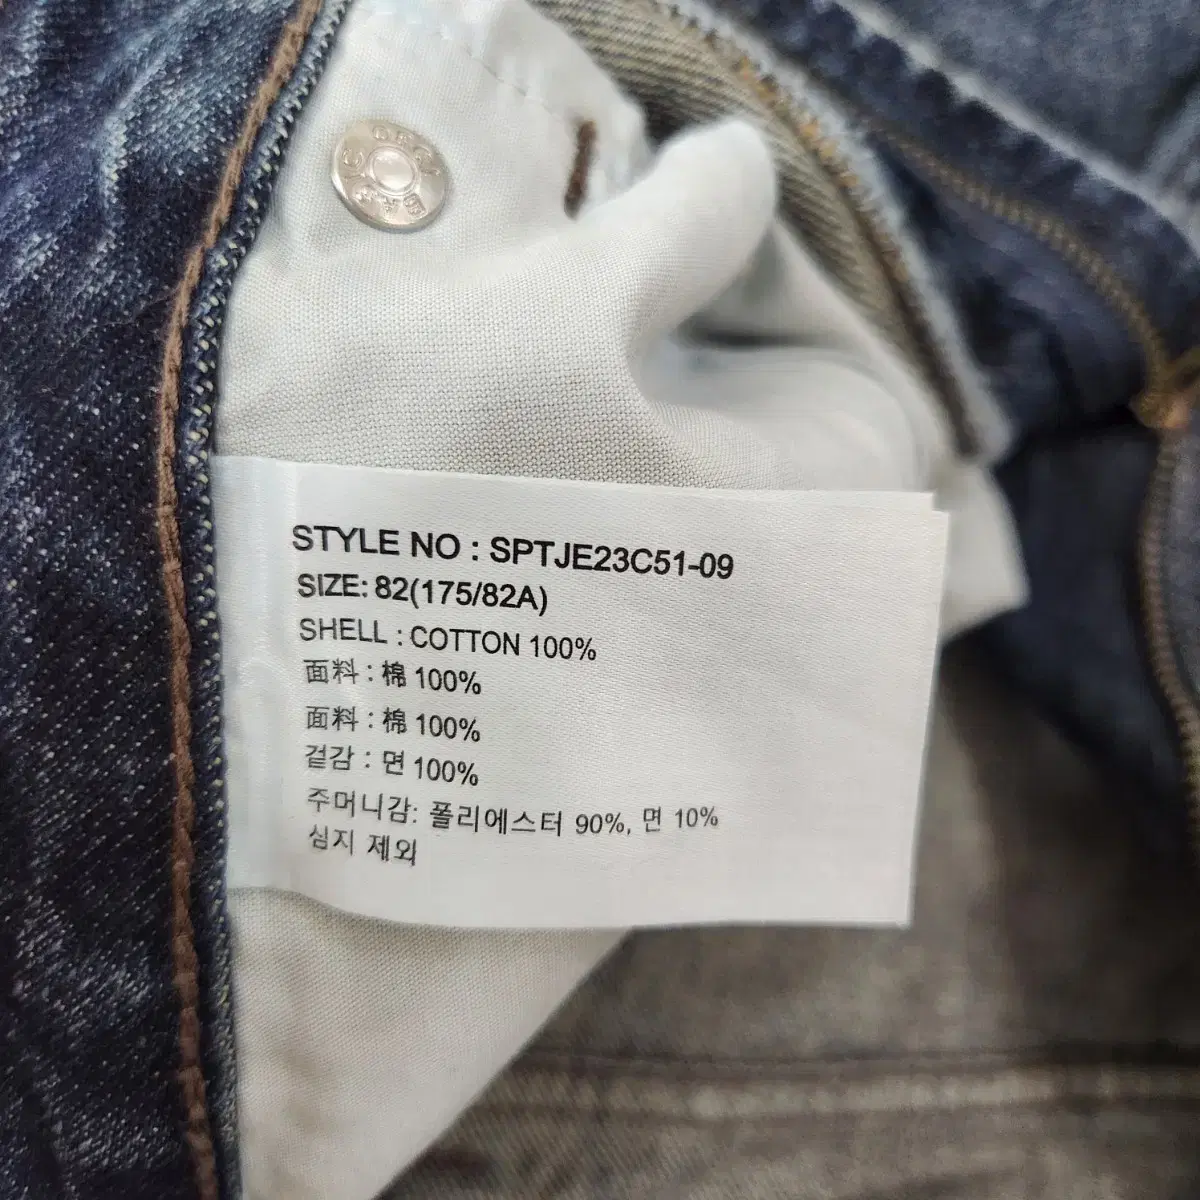 STYLE NO : SPTJE23C51-09
SIZE: 82(175/82A)
SHELL : COTTON 100%
面料 : 棉 100%
面料 : 棉 100%
겉감 : 면 100%
주머니감: 폴리에스터 90%, 면 10%
심지 제외